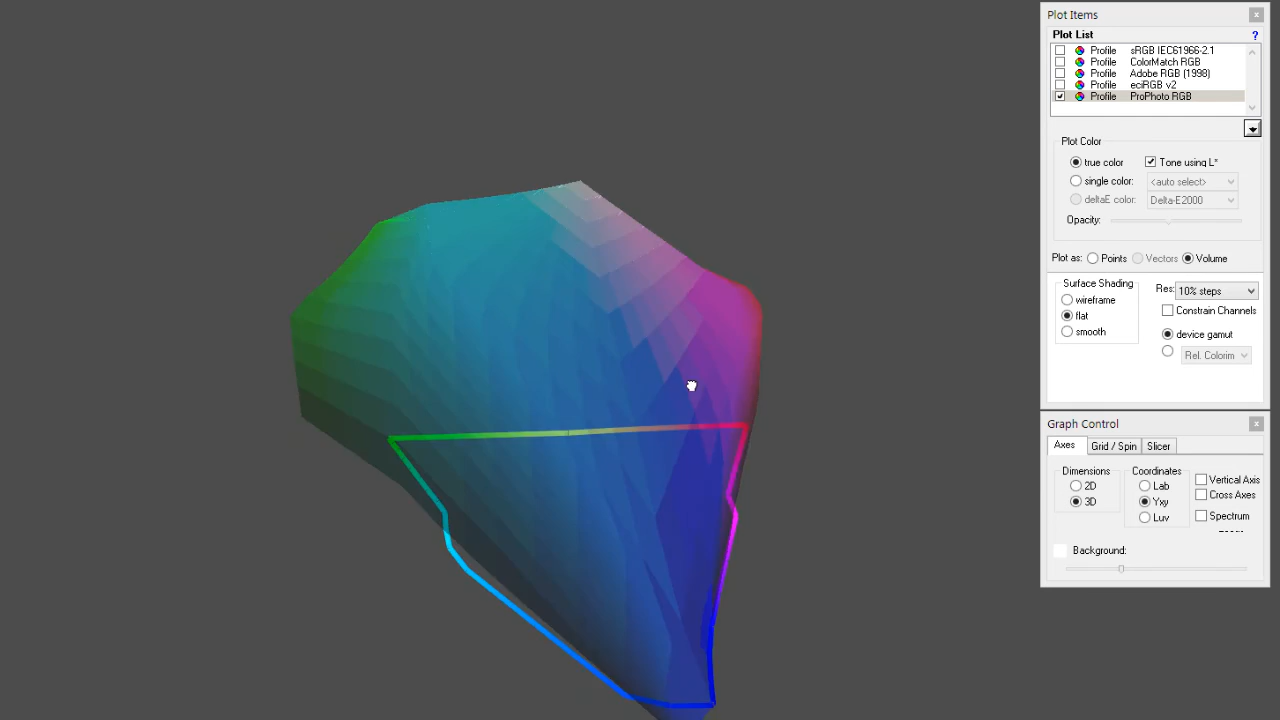 Plot Items
Plot List ?
Profile sRGB IEC61966-2.1
Profile ColorMatch RGB
Profile Adobe RGB (1998)
Profile eciRGB v2
Profile ProPhoto RGB
Plot Color
true color Tone using L*
single color: <auto select>
deltaE color: Delta-E2000
Opacity:
Plot as: Points Vectors Volume
Surface Shading Res: 10% steps
wireframe Constrain Channels
flat device gamut
smooth Rel. Colorim
Graph Control
Axes Grid / Spin Slicer
Dimensions Coordinates
2D Lab Vertical Axis
3D Yxy Cross Axes
Luv Spectrum
Background: